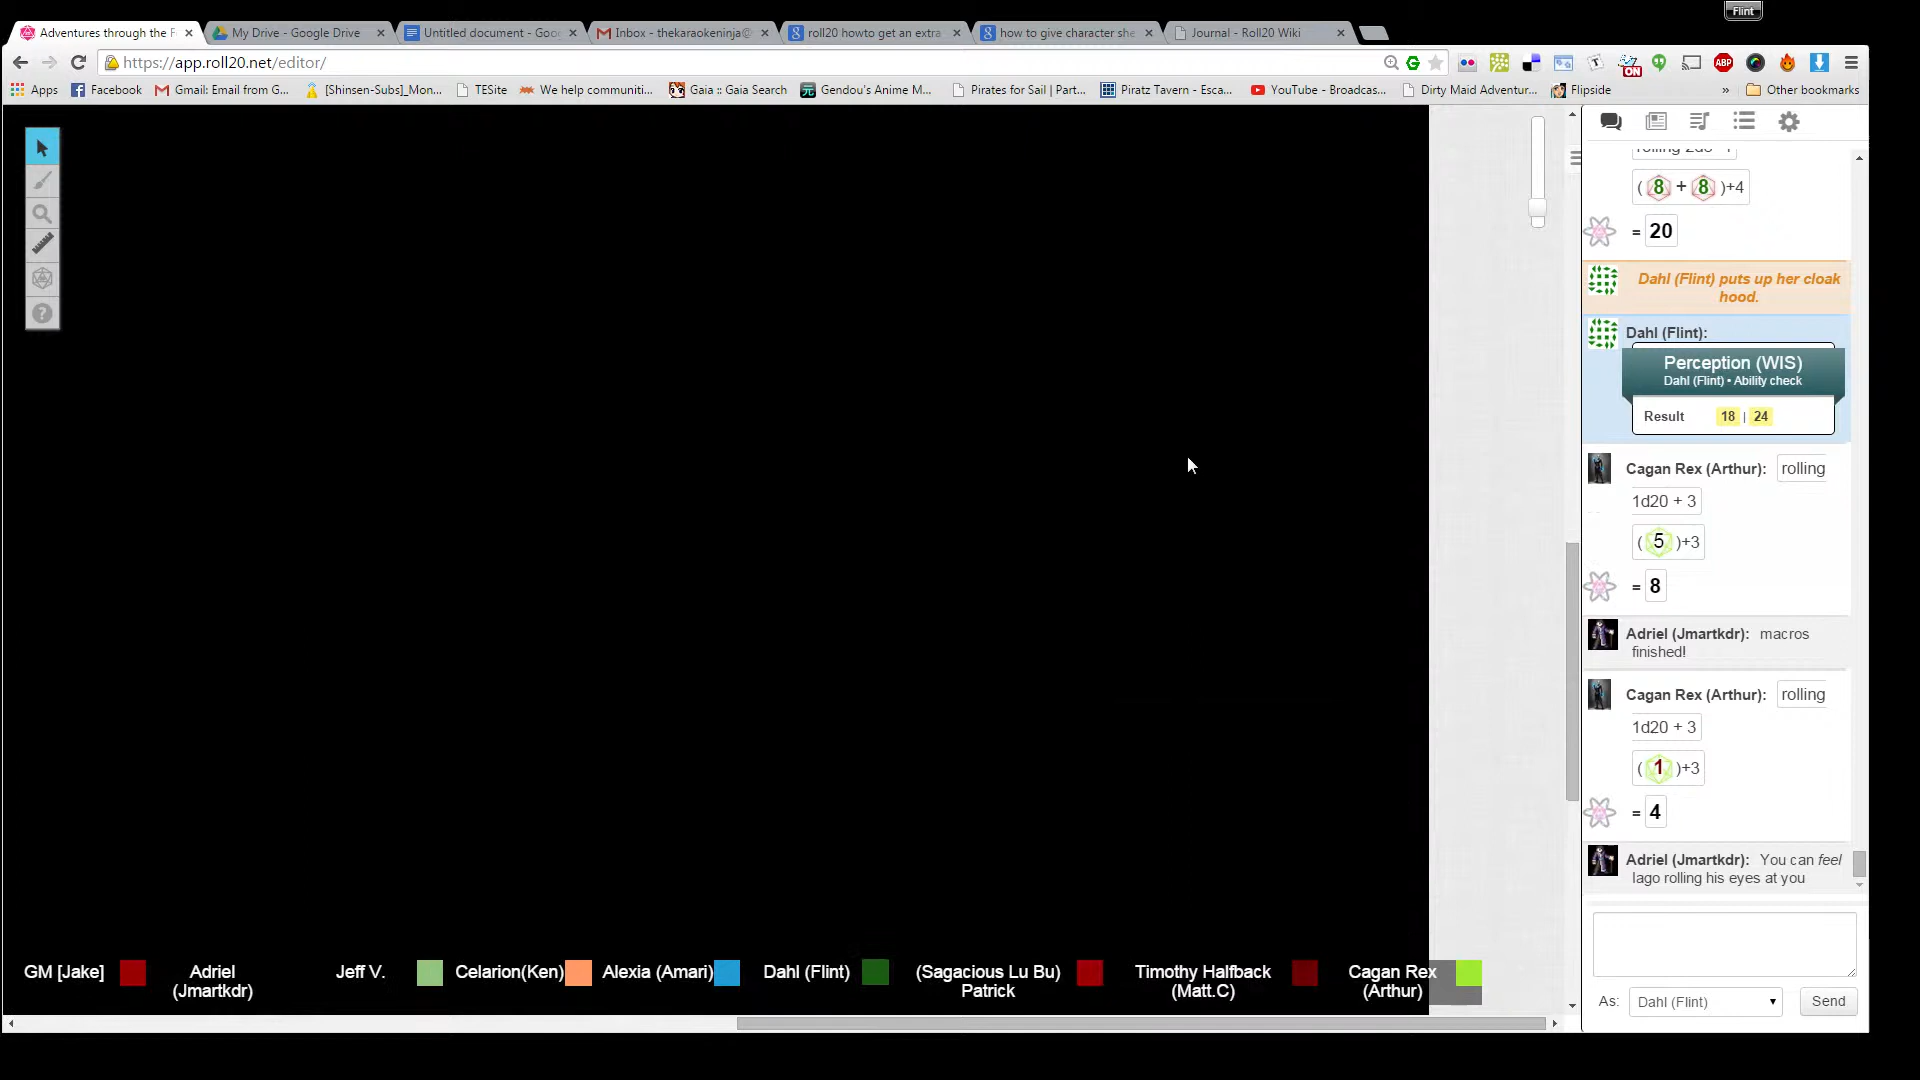 Flint
Adventures through the F
My Drive - Google Drive
Untitled document - Goo
Inbox - thekaraokeninja@
roll20 howto get an extra
how to give character she
Journal - Roll20 Wiki
https://app.roll20.net/editor/
ABP
ON
Apps
Facebook
Gmail: Email from G...
[Shinsen-Subs]_Mon...
TESite
We help communiti...
Gaia :: Gaia Search
Gendou's Anime M...
Pirates for Sail | Part...
Piratz Tavern - Esca...
YouTube - Broadcas...
Dirty Maid Adventur...
Flipside
» Other bookmarks
(8 + 8)+4
= 20
Dahl (Flint) puts up her cloak
hood.
Dahl (Flint):
Perception (WIS)
Dahl (Flint) • Ability check
Result 18 | 24
Cagan Rex (Arthur): rolling
1d20 + 3
(5)+3
= 8
Adriel (Jmartkdr): macros
finished!
Cagan Rex (Arthur): rolling
1d20 + 3
(1)+3
= 4
Adriel (Jmartkdr): You can feel
Iago rolling his eyes at you
As: Dahl (Flint) Send
GM [Jake]
Adriel
(Jmartkdr)
Jeff V.
Celarion(Ken)
Alexia (Amari)
Dahl (Flint)
(Sagacious Lu Bu)
Patrick
Timothy Halfback
(Matt.C)
Cagan Rex
(Arthur)